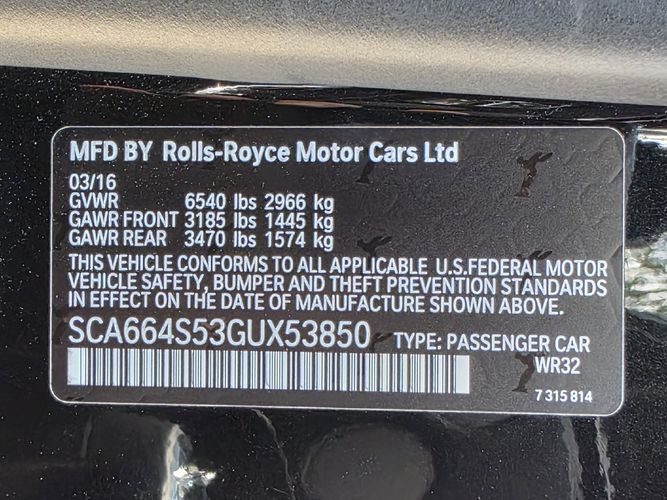 MFD BY Rolls-Royce Motor Cars Ltd
03/16
GVWR 6540 lbs 2966 kg
GAWR FRONT 3185 lbs 1445 kg
GAWR REAR 3470 lbs 1574 kg
THIS VEHICLE CONFORMS TO ALL APPLICABLE U.S.FEDERAL MOTOR
VEHICLE SAFETY, BUMPER AND THEFT PREVENTION STANDARDS
IN EFFECT ON THE DATE OF MANUFACTURE SHOWN ABOVE.
SCA664S53GUX53850 TYPE: PASSENGER CAR
WR32
7 315 814